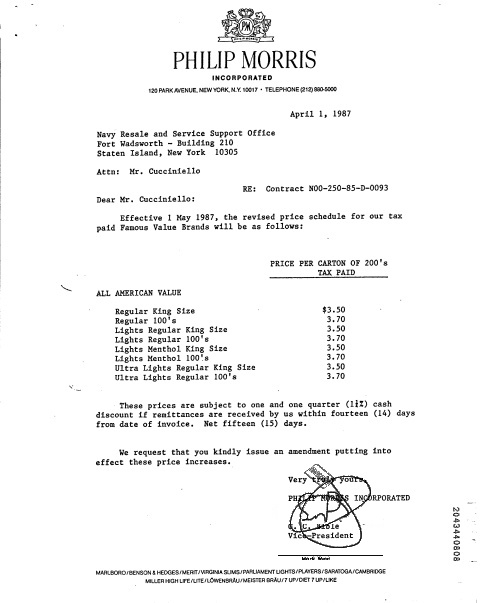 PM
PHILIP MORRIS
INCORPORATED
120 PARK AVENUE, NEW YORK, N.Y. 10017 • TELEPHONE (212) 880-5000
April 1, 1987
Navy Resale and Service Support Office
Fort Wadsworth - Building 210
Staten Island, New York 10305
Attn: Mr. Cucciniello
RE: Contract N00-250-85-D-0093
Dear Mr. Cucciniello:
Effective 1 May 1987, the revised price schedule for our tax
paid Famous Value Brands will be as follows:
PRICE PER CARTON OF 200's
TAX PAID
ALL AMERICAN VALUE
Regular King Size $3.50
Regular 100's 3.70
Lights Regular King Size 3.50
Lights Regular 100's 3.70
Lights Menthol King Size 3.50
Lights Menthol 100's 3.70
Ultra Lights Regular King Size 3.50
Ultra Lights Regular 100's 3.70
These prices are subject to one and one quarter (1¼%) cash
discount if remittances are received by us within fourteen (14) days
from date of invoice. Net fifteen (15) days.
We request that you kindly issue an amendment putting into
effect these price increases.
Very truly yours,
PHILIP MORRIS INCORPORATED
Vice-President
2043440808
MARLBORO/BENSON & HEDGES/MERIT/VIRGINIA SLIMS/PARLIAMENT LIGHTS/PLAYERS/SARATOGA/CAMBRIDGE
MILLER HIGH LIFE/LITE/LÖWENBRÄU/MEISTER BRÄU/7 UP/DIET 7 UP/LIKE